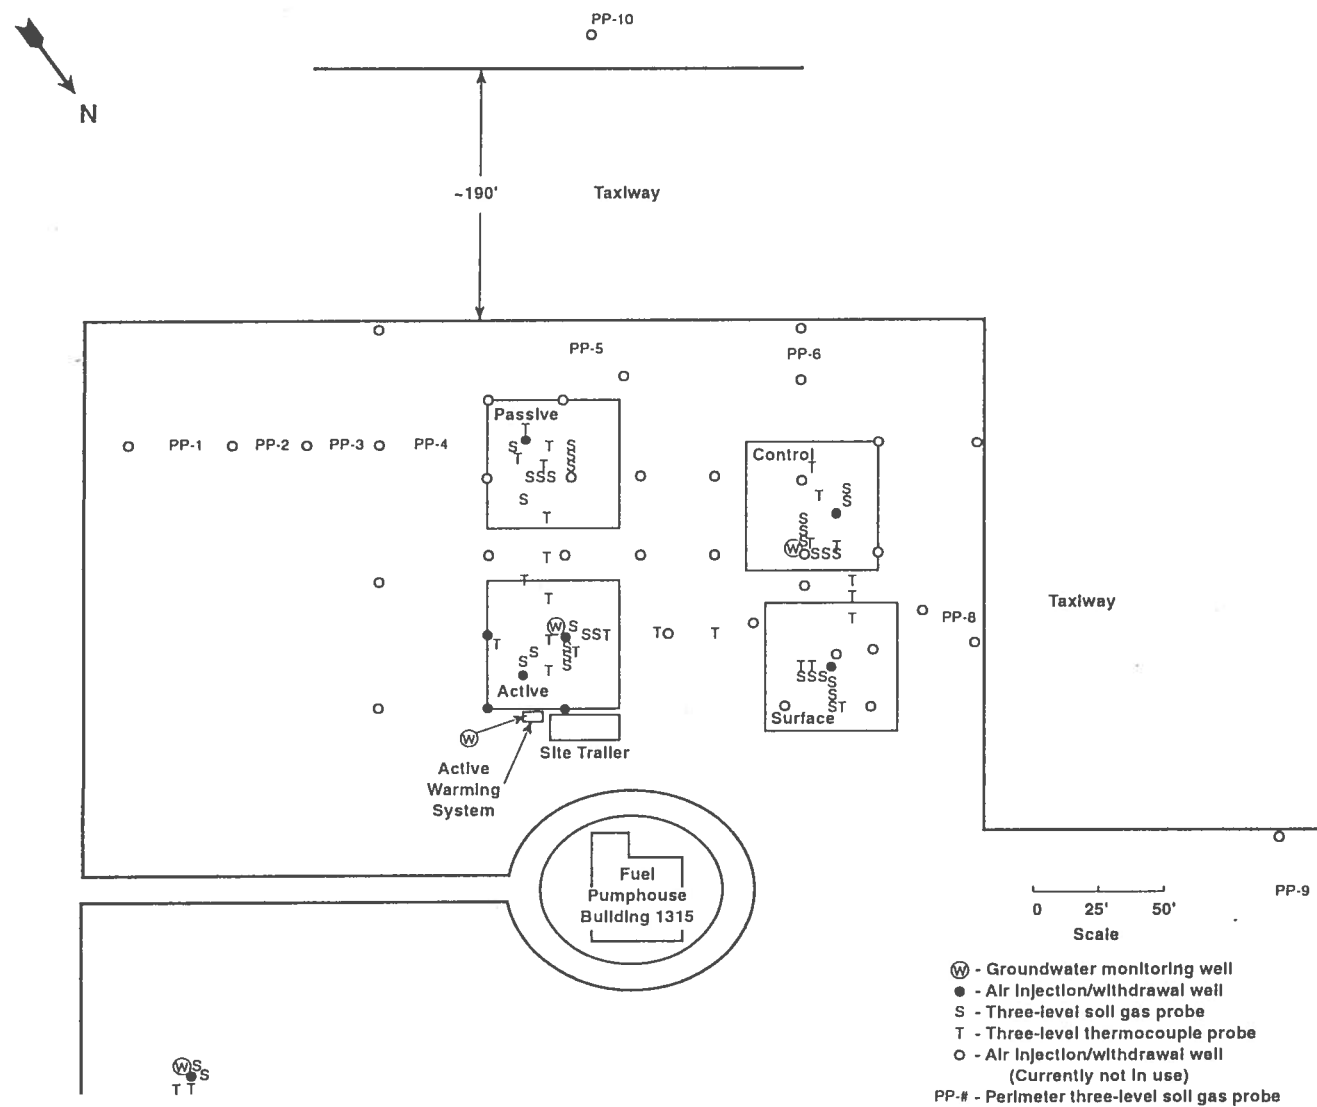 PP-10
N
~190'
Taxiway
PP-5
PP-6
Passive
T
S T S
T S
T S
S S S
S
T
PP-1 PP-2 PP-3 PP-4
Control
T
T S
S
S
S
S T T
W S S S
T
T
T
T
T
T
W S
T S S T
T S T
S S
S T
Active
T T
PP-8
Taxiway
T
T
T T
S S S S
S
S T
Surface
W
Site Trailer
Active
Warming
System
Fuel
Pumphouse
Building 1315
PP-9
0 25' 50'
Scale
W - Groundwater monitoring well
- Air injection/withdrawal well
S - Three-level soil gas probe
T - Three-level thermocouple probe
- Air injection/withdrawal well
(Currently not in use)
PP-# - Perimeter three-level soil gas probe
W S
S
T T